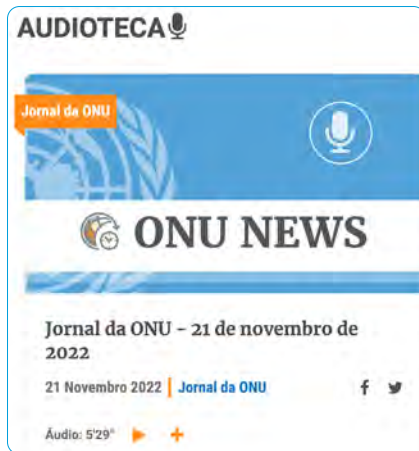 AUDIOTECA
Jornal da ONU
ONU NEWS
Jornal da ONU - 21 de novembro de
2022
21 Novembro 2022 | Jornal da ONU
Áudio: 5'29"